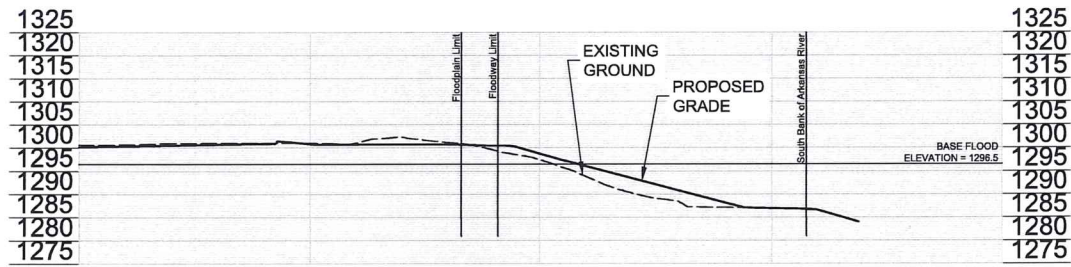 1325
1320
1315
1310
1305
1300
1295
1290
1285
1280
1275
Floodplain Limit
Floodway Limit
EXISTING
GROUND
PROPOSED
GRADE
South Bank of Arkansas River
BASE FLOOD
ELEVATION = 1296.5
1325
1320
1315
1310
1305
1300
1295
1290
1285
1280
1275